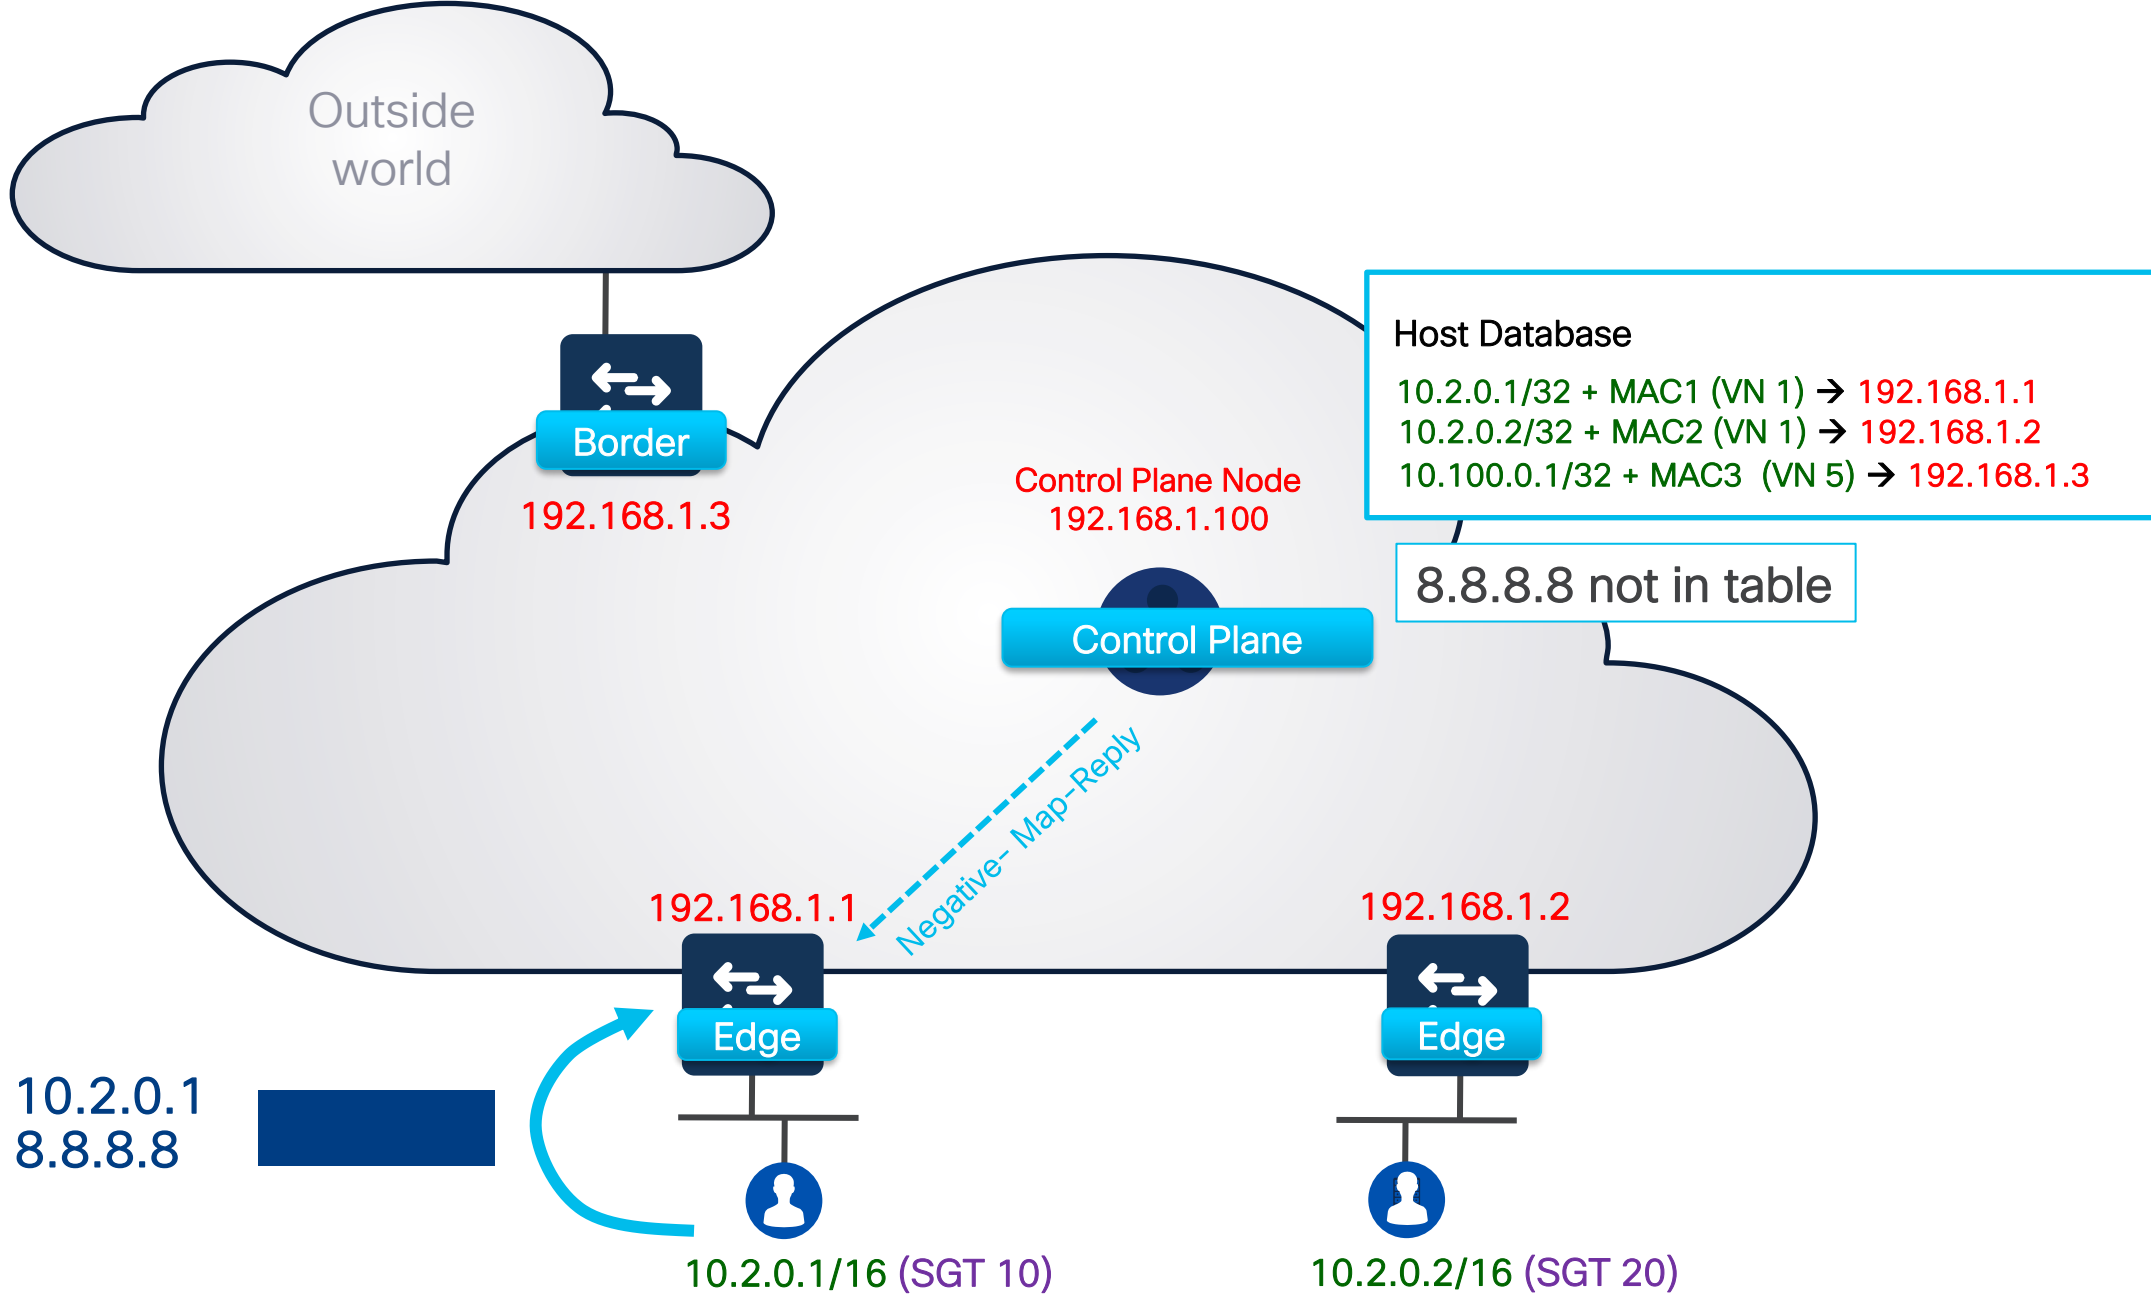 Outside
world
Host Database
10.2.0.1/32 + MAC1 (VN 1) → 192.168.1.1
10.2.0.2/32 + MAC2 (VN 1) → 192.168.1.2
10.100.0.1/32 + MAC3 (VN 5) → 192.168.1.3
Border
192.168.1.3
Control Plane Node
192.168.1.100
8.8.8.8 not in table
Control Plane
Negative- Map-Reply
192.168.1.1
192.168.1.2
Edge
Edge
10.2.0.1
8.8.8.8
10.2.0.1/16 (SGT 10)
10.2.0.2/16 (SGT 20)